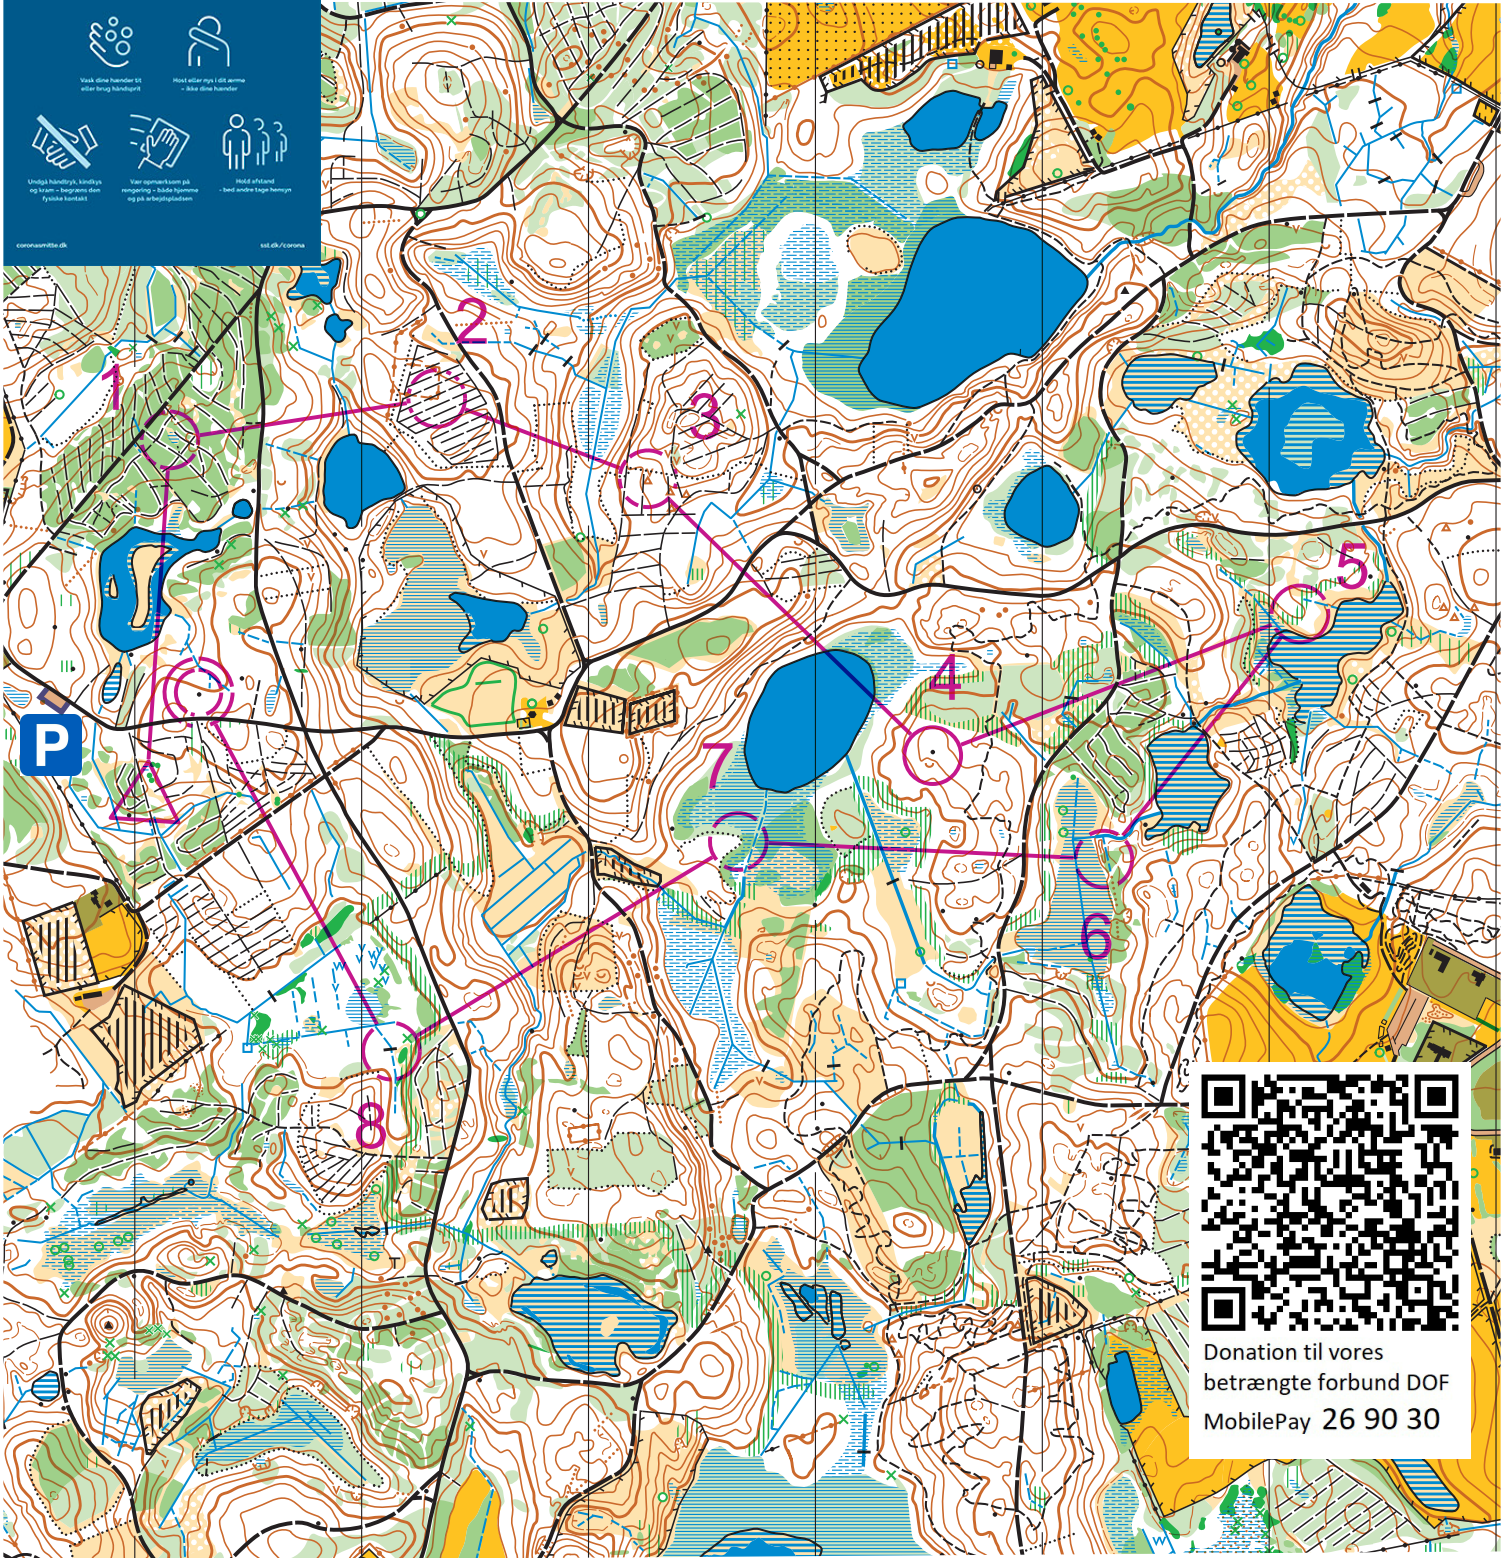 Vask dine hænder tit
eller brug håndsprit
Host eller nys i dit ærme
– ikke dine hænder
Undgå håndtryk, kindkys
og kram – begræns den
fysiske kontakt
Vær opmærksom på
rengøring – både hjemme
og på arbejdspladsen
Hold afstand
– bed andre tage hensyn
coronasmitte.dk
sst.dk/corona
2
1
3
5
4
P
7
6
8
Donation til vores
betrængte forbund DOF
MobilePay 26 90 30